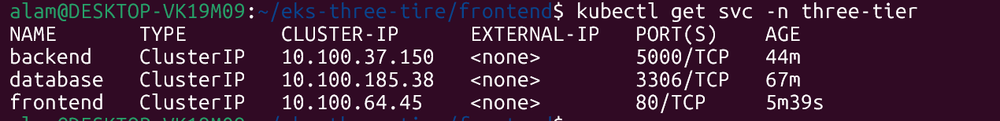 alam@DESKTOP-VK19M09:~/eks-three-tire/frontend$ kubectl get svc -n three-tier
NAME TYPE CLUSTER-IP EXTERNAL-IP PORT(S) AGE
backend ClusterIP 10.100.37.150 <none> 5000/TCP 44m
database ClusterIP 10.100.185.38 <none> 3306/TCP 67m
frontend ClusterIP 10.100.64.45 <none> 80/TCP 5m39s